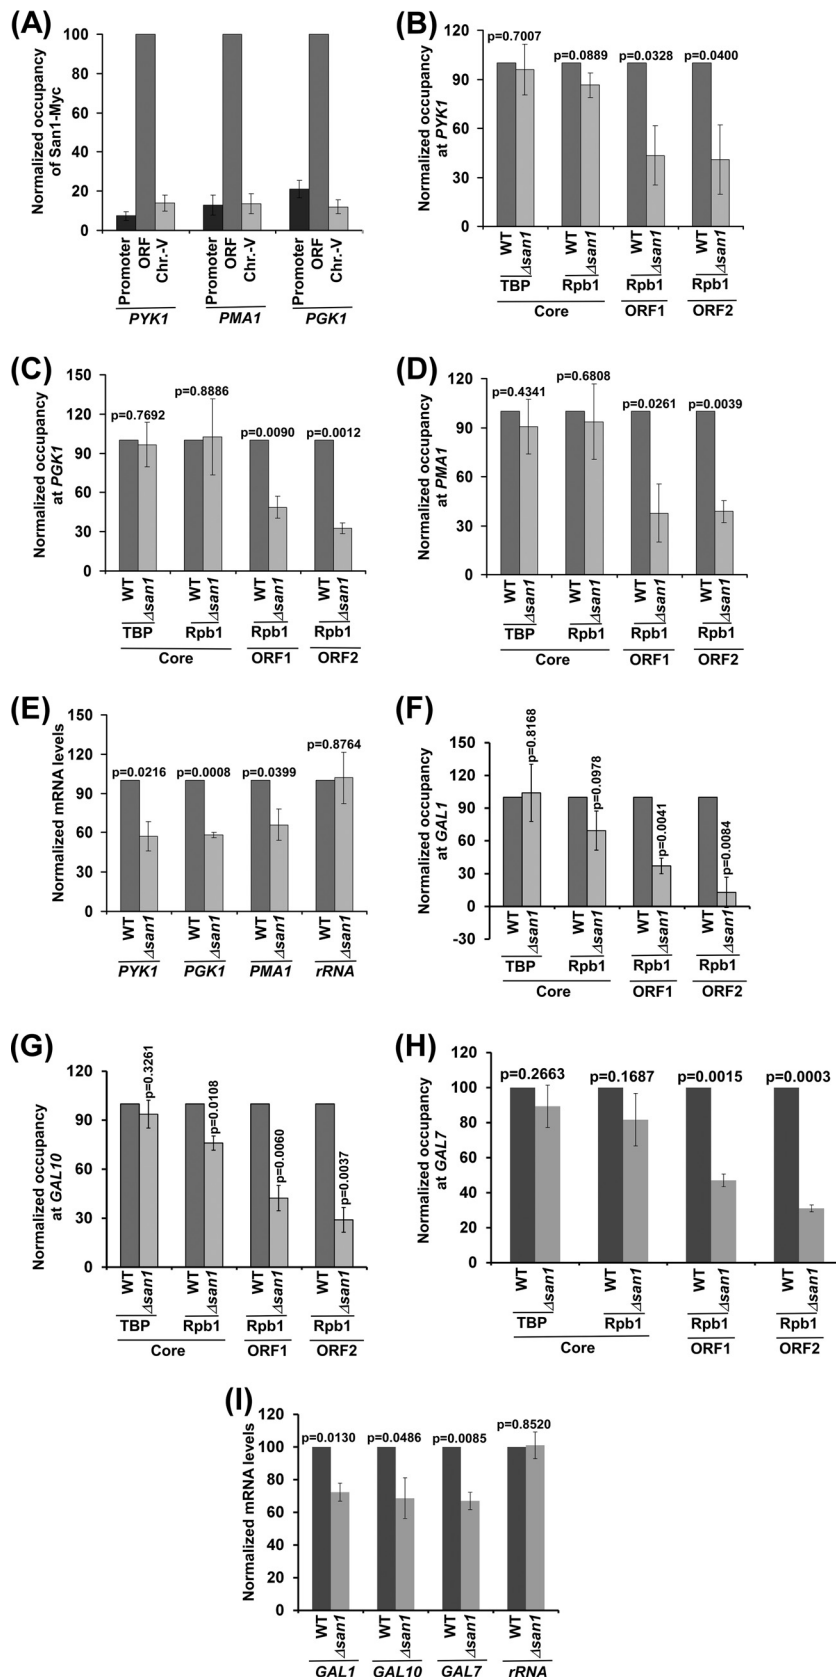 (A)
Normalized occupancy
of San1-Myc
100
80
60
40
20
0
Promoter
ORF
Chr.-V
Promoter
ORF
Chr.-V
Promoter
ORF
Chr.-V
PYK1 PMA1 PGK1
(B)
Normalized occupancy
at PYK1
120
90
60
30
0
p=0.7007 p=0.0889 p=0.0328 p=0.0400
WT Δsan1 WT Δsan1 WT Δsan1 WT Δsan1
TBP Rpb1 Rpb1 Rpb1
Core ORF1 ORF2
(C)
Normalized occupancy
at PGK1
150
120
90
60
30
0
p=0.7692 p=0.8886 p=0.0090 p=0.0012
WT Δsan1 WT Δsan1 WT Δsan1 WT Δsan1
TBP Rpb1 Rpb1 Rpb1
Core ORF1 ORF2
(D)
Normalized occupancy
at PMA1
120
90
60
30
0
p=0.4341 p=0.6808 p=0.0261 p=0.0039
WT Δsan1 WT Δsan1 WT Δsan1 WT Δsan1
TBP Rpb1 Rpb1 Rpb1
Core ORF1 ORF2
(E)
Normalized mRNA levels
150
120
90
60
30
0
p=0.0216 p=0.0008 p=0.0399 p=0.8764
WT Δsan1 WT Δsan1 WT Δsan1 WT Δsan1
PYK1 PGK1 PMA1 rRNA
(F)
Normalized occupancy
at GAL1
150
120
90
60
30
0
-30
p=0.8168 p=0.0978 p=0.0041 p=0.0084
WT Δsan1 WT Δsan1 WT Δsan1 WT Δsan1
TBP Rpb1 Rpb1 Rpb1
Core ORF1 ORF2
(G)
Normalized occupancy
at GAL10
120
90
60
30
0
p=0.3261 p=0.0108 p=0.0060 p=0.0037
WT Δsan1 WT Δsan1 WT Δsan1 WT Δsan1
TBP Rpb1 Rpb1 Rpb1
Core ORF1 ORF2
(H)
Normalized occupancy
at GAL7
120
100
80
60
40
20
0
p=0.2663 p=0.1687 p=0.0015 p=0.0003
WT Δsan1 WT Δsan1 WT Δsan1 WT Δsan1
TBP Rpb1 Rpb1 Rpb1
Core ORF1 ORF2
(I)
Normalized mRNA levels
120
100
80
60
40
20
0
p=0.0130 p=0.0486 p=0.0085 p=0.8520
WT Δsan1 WT Δsan1 WT Δsan1 WT Δsan1
GAL1 GAL10 GAL7 rRNA